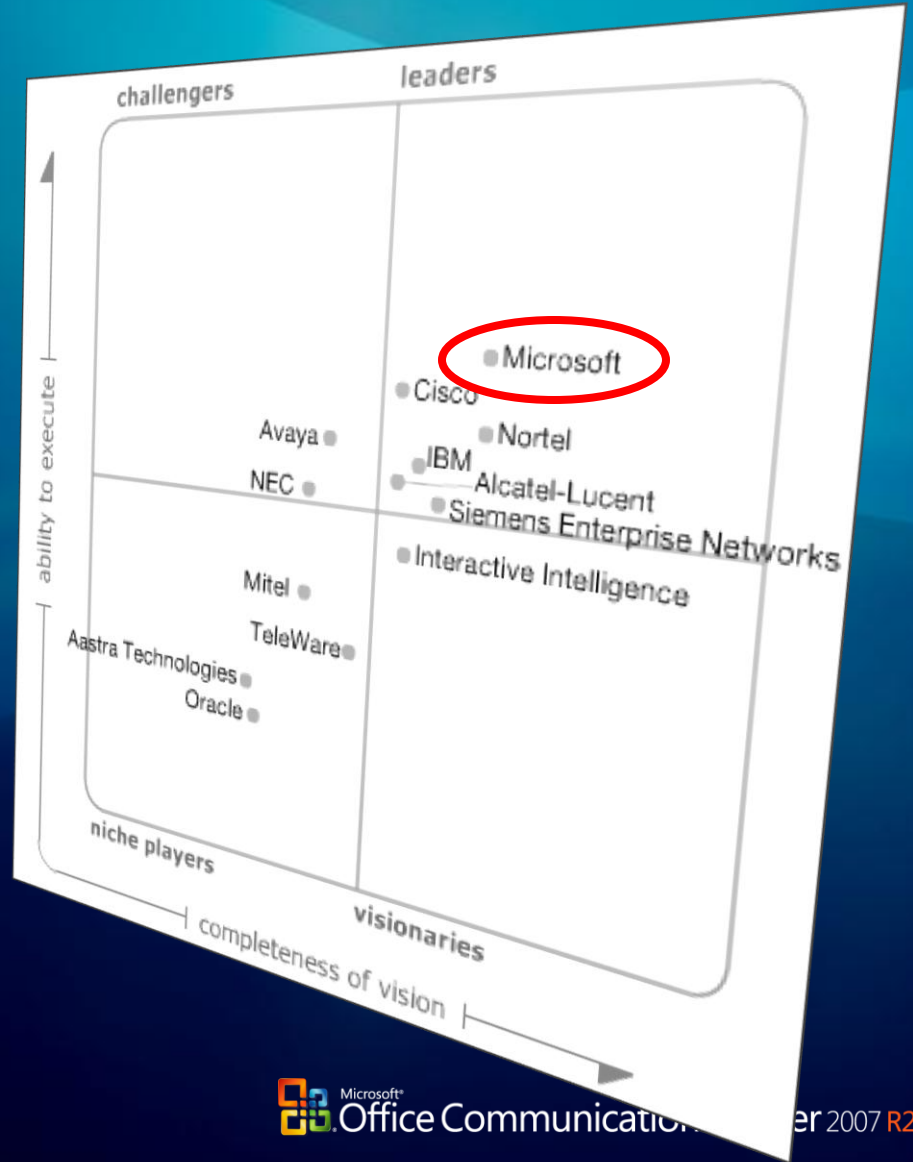 challengers
leaders
ability to execute
Microsoft
Cisco
Avaya
Nortel
IBM
NEC
Alcatel-Lucent
Siemens Enterprise Networks
Interactive Intelligence
Mitel
TeleWare
Aastra Technologies
Oracle
niche players
visionaries
completeness of vision
Microsoft®
Office er 2007 R2